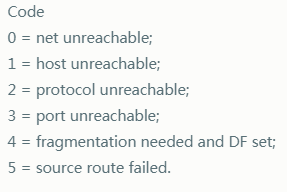 Code
0 = net unreachable;
1 = host unreachable;
2 = protocol unreachable;
3 = port unreachable;
4 = fragmentation needed and DF set;
5 = source route failed.